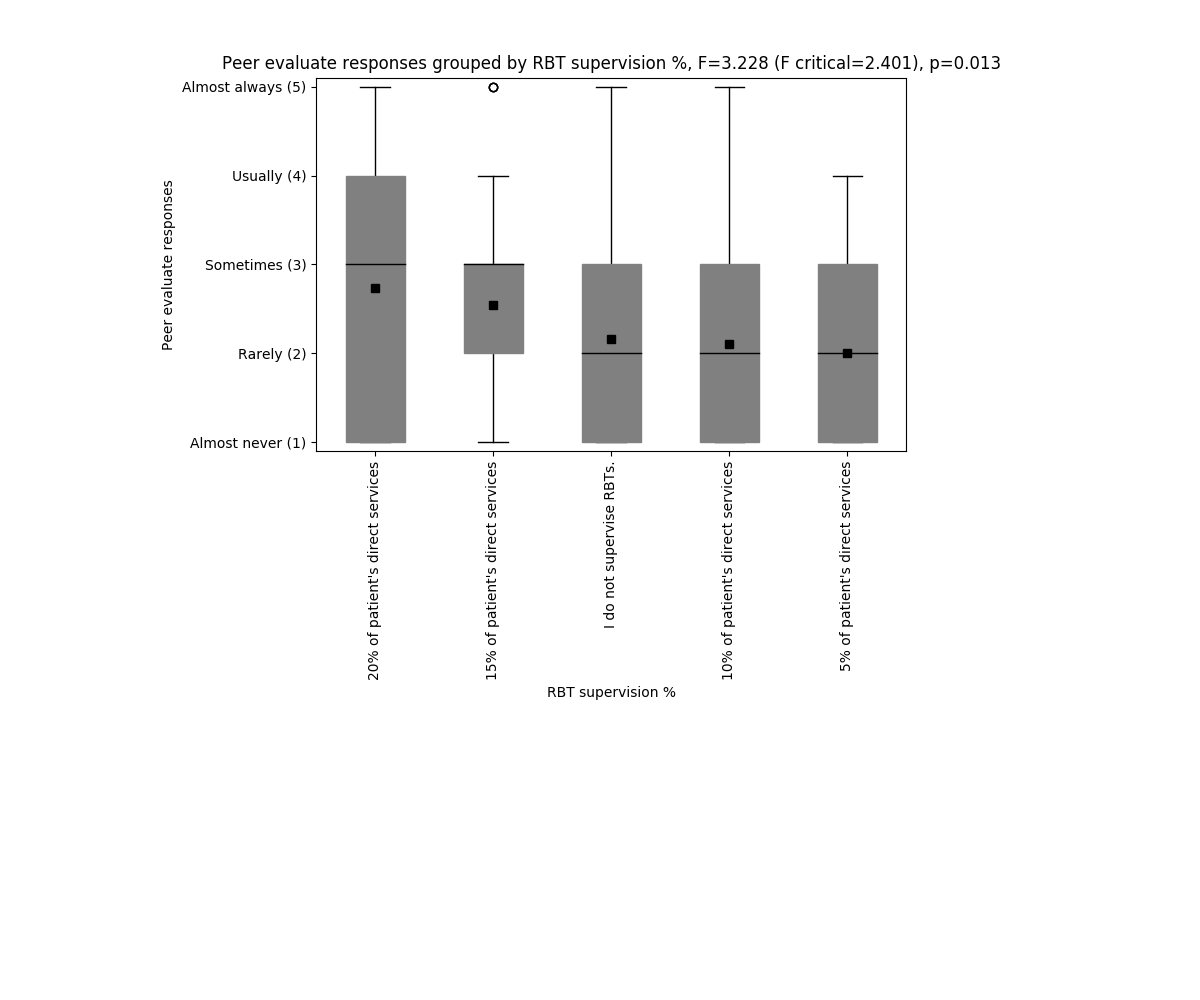 Peer evaluate responses grouped by RBT supervision %, F=3.228 (F critical=2.401), p=0.013
Peer evaluate responses
Almost always (5)
Usually (4)
Sometimes (3)
Rarely (2)
Almost never (1)
20% of patient's direct services
15% of patient's direct services
I do not supervise RBTs.
10% of patient's direct services
5% of patient's direct services
RBT supervision %